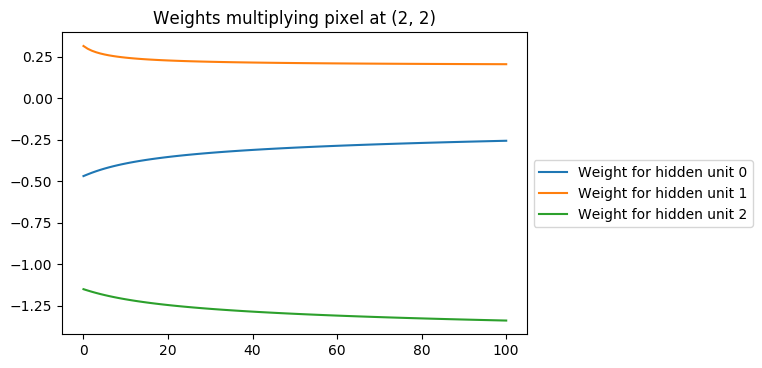 Weights multiplying pixel at (2, 2)
0.25
0.00
−0.25
−0.50
−0.75
−1.00
−1.25
0 20 40 60 80 100
Weight for hidden unit 0
Weight for hidden unit 1
Weight for hidden unit 2